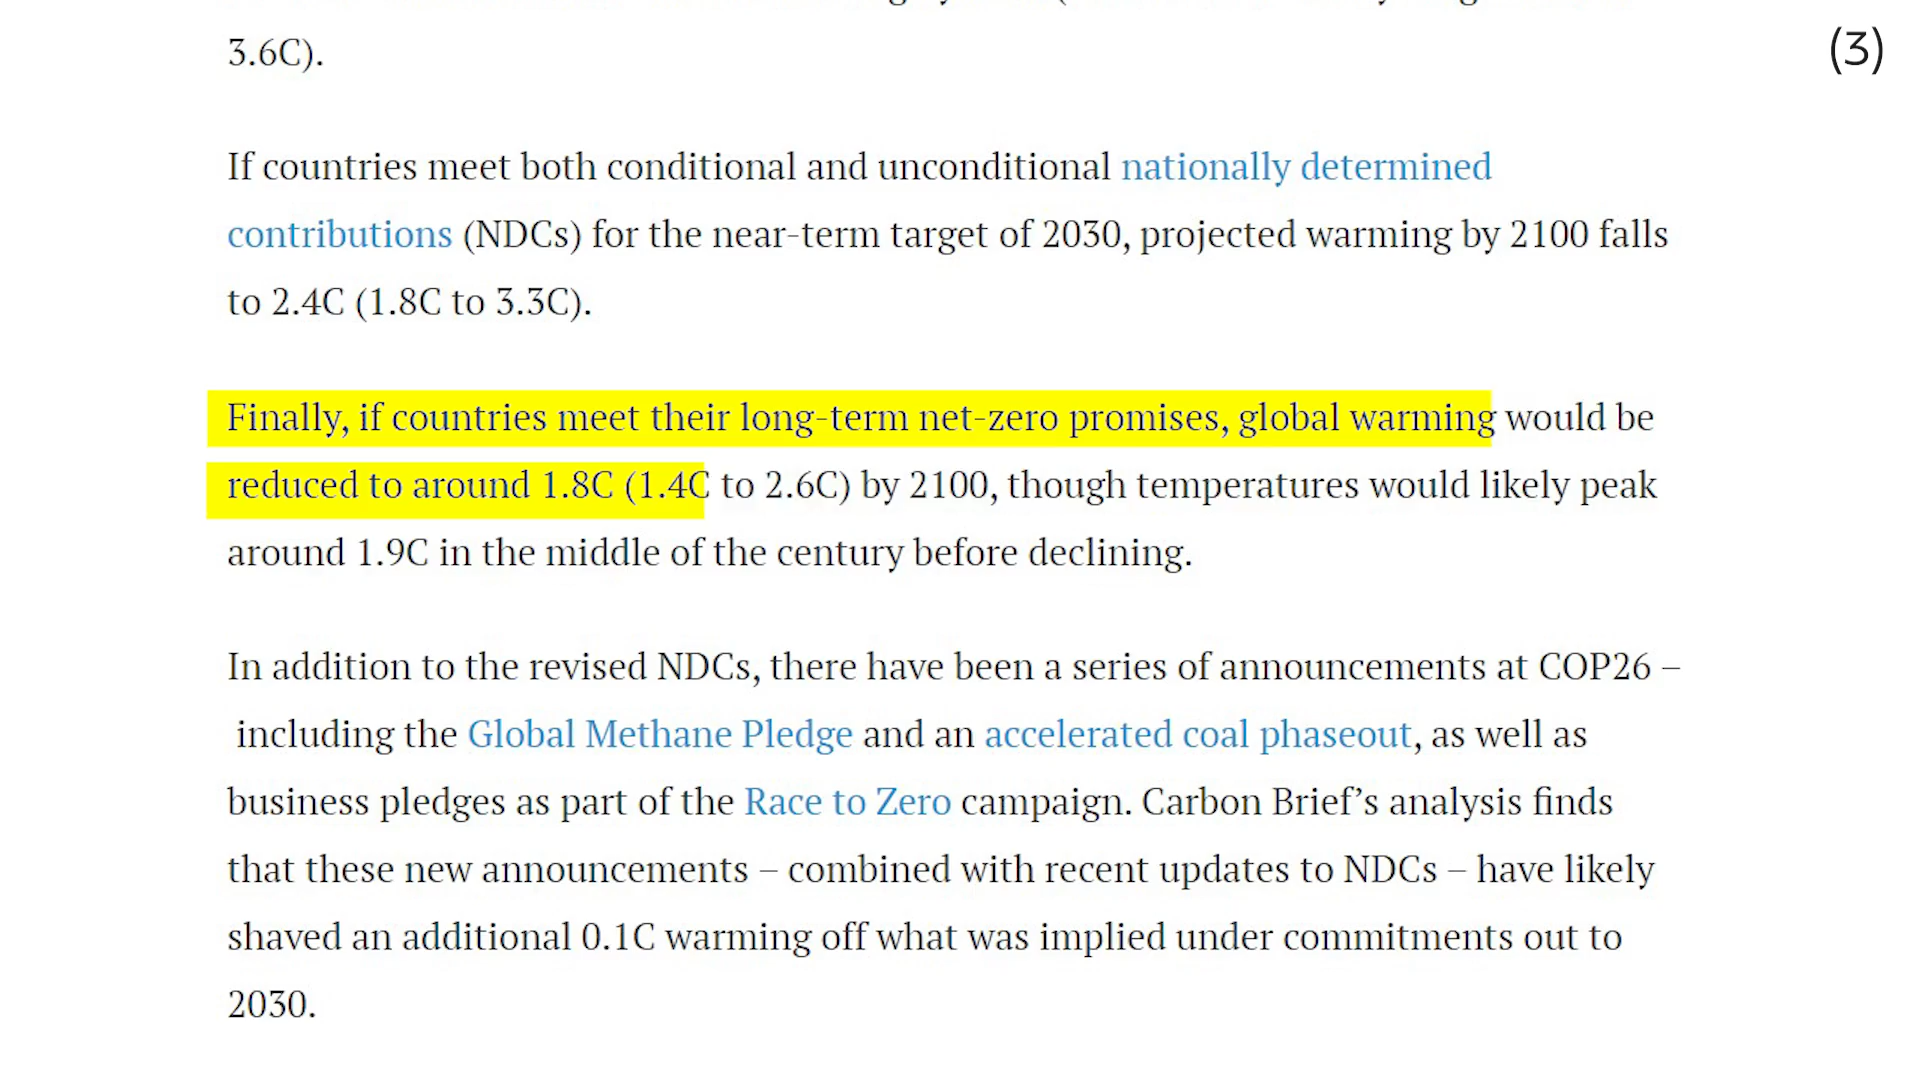 3.6C).
(3)
If countries meet both conditional and unconditional nationally determined
contributions (NDCs) for the near-term target of 2030, projected warming by 2100 falls
to 2.4C (1.8C to 3.3C).
Finally, if countries meet their long-term net-zero promises, global warming would be
reduced to around 1.8C (1.4C to 2.6C) by 2100, though temperatures would likely peak
around 1.9C in the middle of the century before declining.
In addition to the revised NDCs, there have been a series of announcements at COP26 –
including the Global Methane Pledge and an accelerated coal phaseout, as well as
business pledges as part of the Race to Zero campaign. Carbon Brief’s analysis finds
that these new announcements – combined with recent updates to NDCs – have likely
shaved an additional 0.1C warming off what was implied under commitments out to
2030.